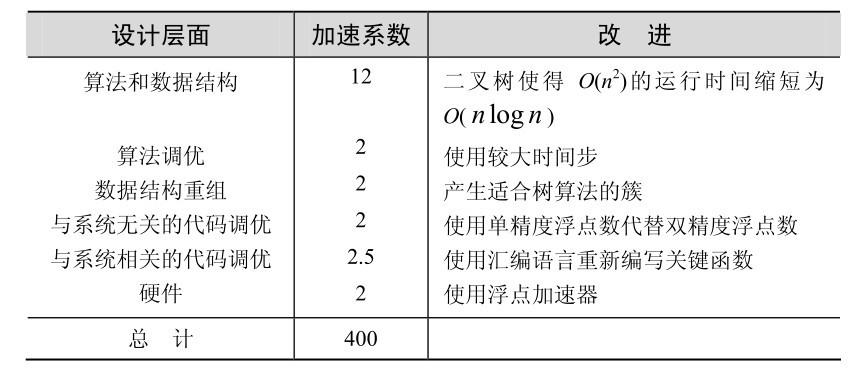 设计层面 加速系数 改 进
算法和数据结构 12 二叉树使得 O(n²)的运行时间缩短为
O( n log n )
算法调优 2 使用较大时间步
数据结构重组 2 产生适合树算法的簇
与系统无关的代码调优 2 使用单精度浮点数代替双精度浮点数
与系统相关的代码调优 2.5 使用汇编语言重新编写关键函数
硬件 2 使用浮点加速器
总 计 400